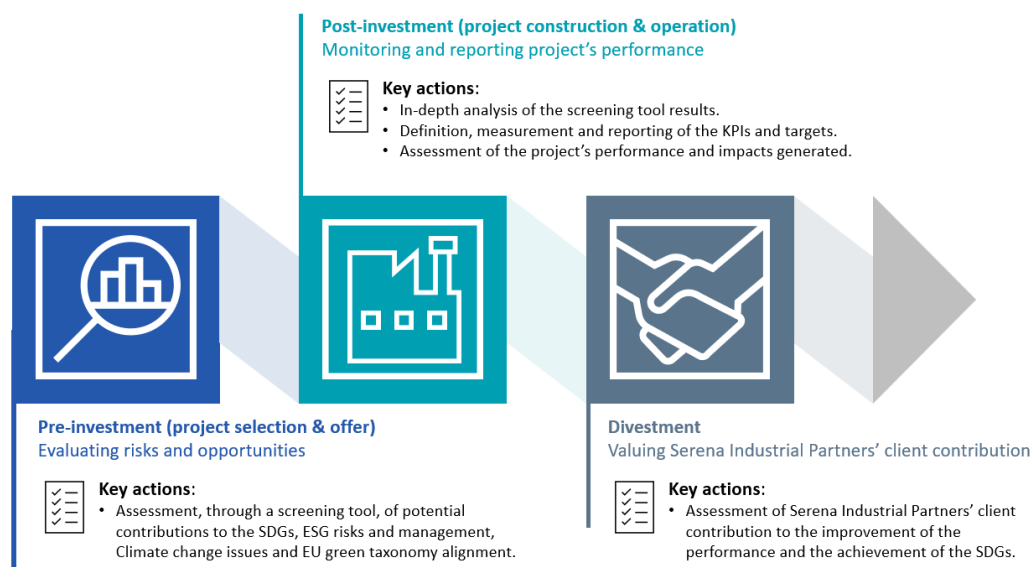 Post-investment (project construction & operation)
Monitoring and reporting project's performance
Key actions:
• In-depth analysis of the screening tool results.
• Definition, measurement and reporting of the KPIs and targets.
• Assessment of the project's performance and impacts generated.
Pre-investment (project selection & offer)
Evaluating risks and opportunities
Key actions:
• Assessment, through a screening tool, of potential
contributions to the SDGs, ESG risks and management,
Climate change issues and EU green taxonomy alignment.
Divestment
Valuing Serena Industrial Partners' client contribution
Key actions:
• Assessment of Serena Industrial Partners' client
contribution to the improvement of the
performance and the achievement of the SDGs.